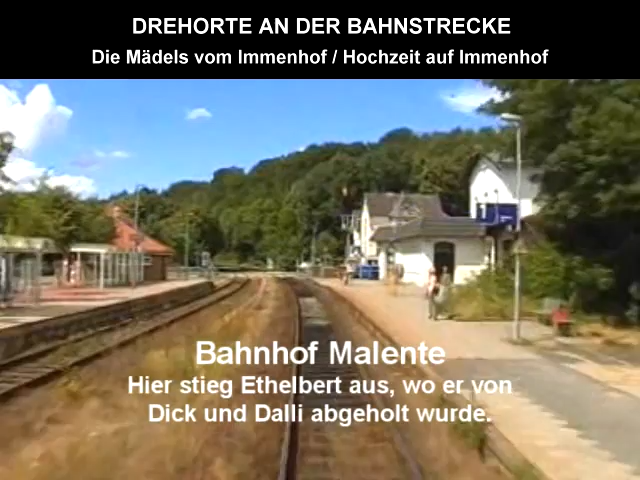 DREHORTE AN DER BAHNSTRECKE
Die Mädels vom Immenhof / Hochzeit auf Immenhof
Bahnhof Malente
Hier stieg Ethelbert aus, wo er von
Dick und Dalli abgeholt wurde.